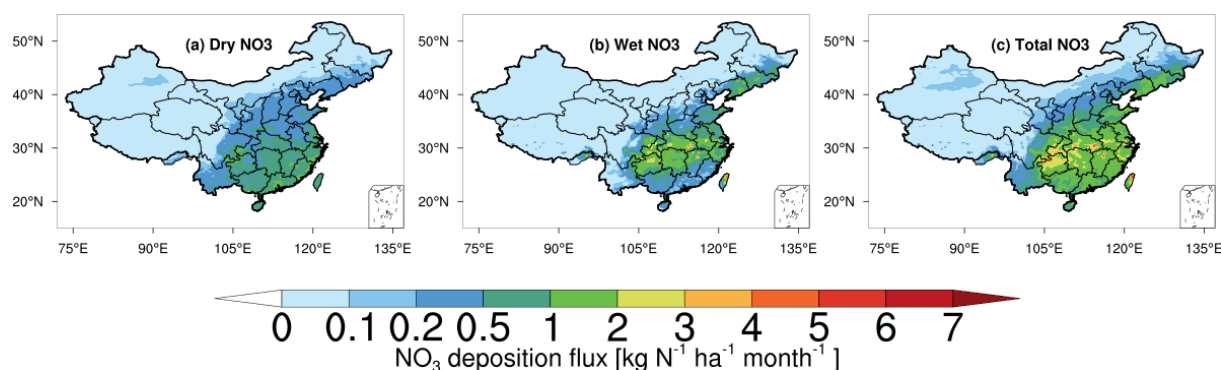 (a) Dry NO3
(b) Wet NO3
(c) Total NO3
50°N
40°N
30°N
20°N
75°E 90°E 105°E 120°E 135°E
50°N
40°N
30°N
20°N
75°E 90°E 105°E 120°E 135°E
50°N
40°N
30°N
20°N
75°E 90°E 105°E 120°E 135°E
0 0.1 0.2 0.5 1 2 3 4 5 6 7
NO₃ deposition flux [kg N⁻¹ ha⁻¹ month⁻¹]